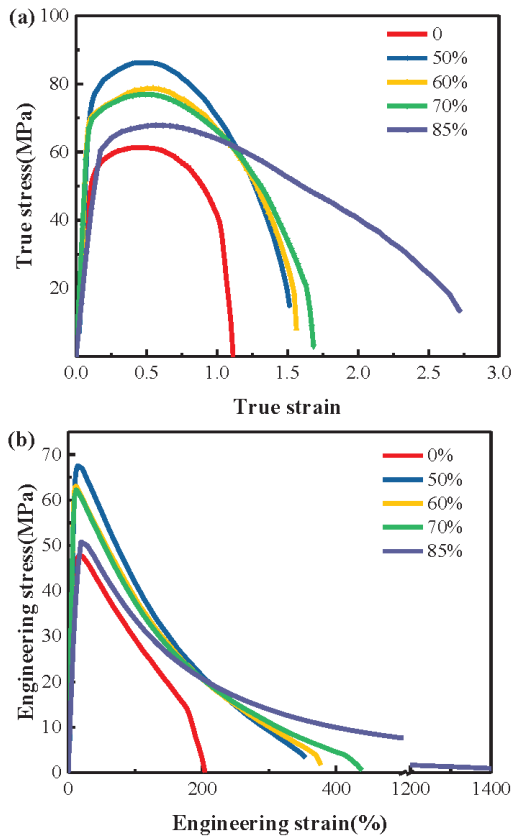 (a)
100
80
60
40
20
0.0 0.5 1.0 1.5 2.0 2.5 3.0
True stress(MPa)
True strain
0
50%
60%
70%
85%
(b)
70
60
50
40
30
20
10
0
0 200 400 1200 1400
Engineering stress(MPa)
Engineering strain(%)
0%
50%
60%
70%
85%